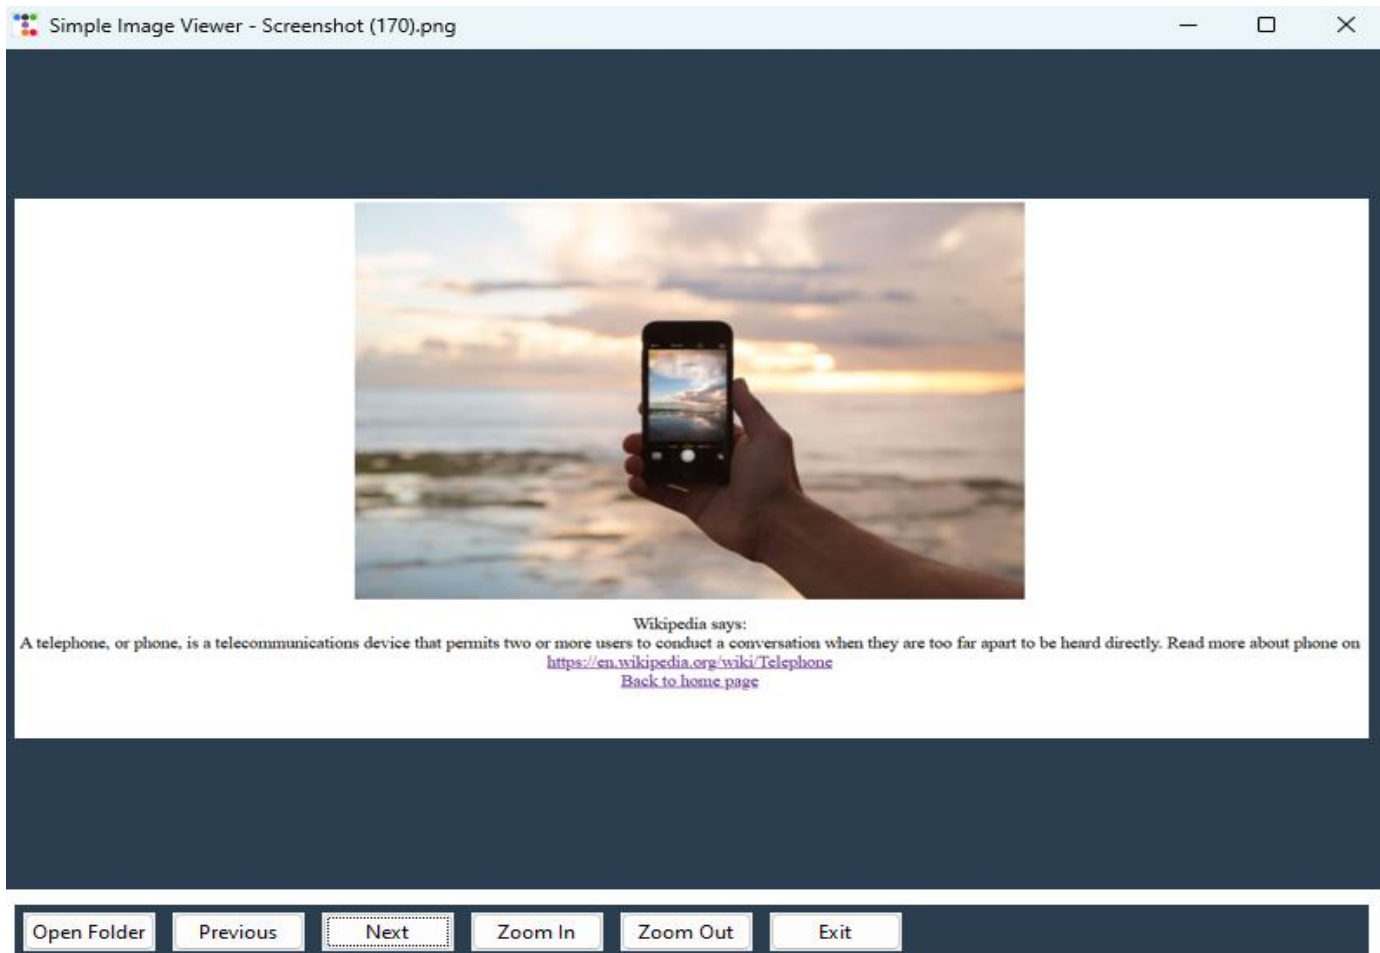 Simple Image Viewer - Screenshot (170).png
Wikipedia says:
A telephone, or phone, is a telecommunications device that permits two or more users to conduct a conversation when they are too far apart to be heard directly. Read more about phone on
https://en.wikipedia.org/wiki/Telephone
Back to home page
Open Folder Previous Next Zoom In Zoom Out Exit